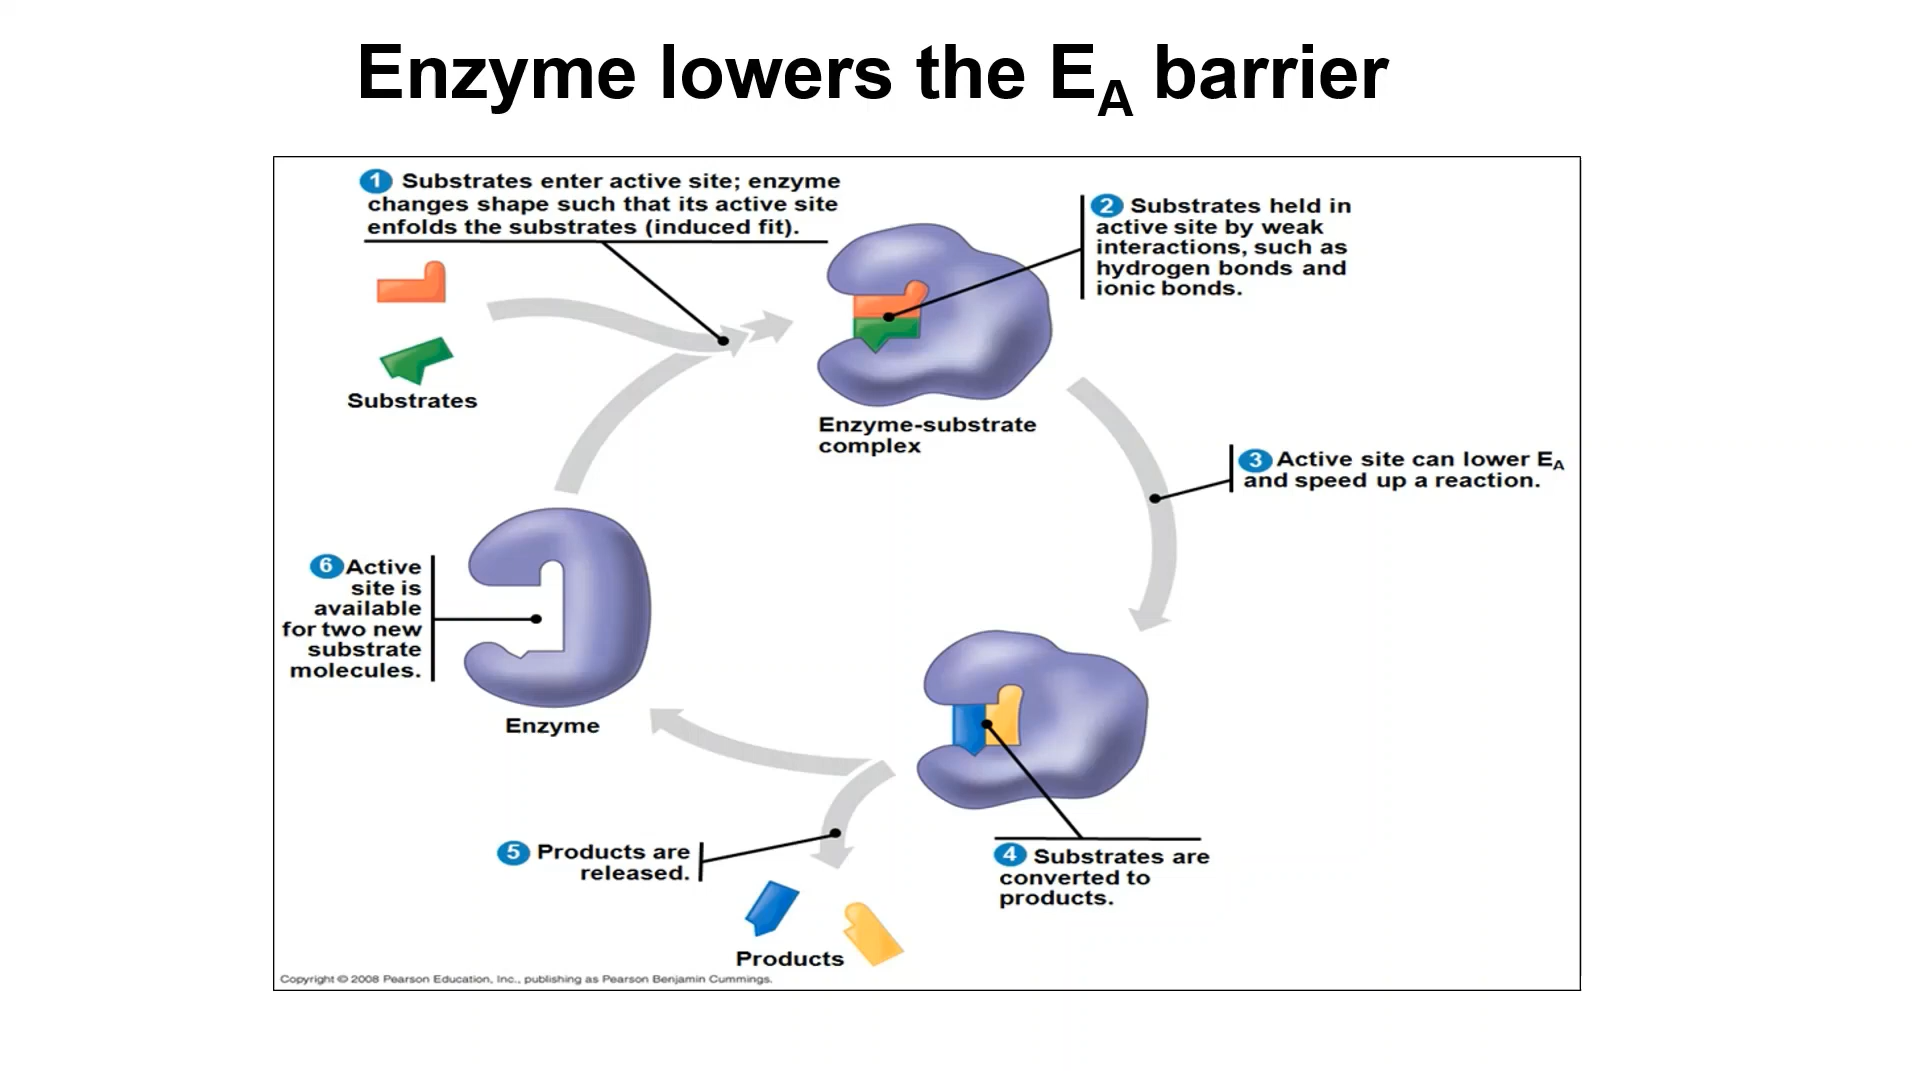 Enzyme lowers the EA barrier
1 Substrates enter active site; enzyme
changes shape such that its active site
enfolds the substrates (induced fit).
2 Substrates held in
active site by weak
interactions, such as
hydrogen bonds and
ionic bonds.
Substrates
Enzyme-substrate
complex
3 Active site can lower EA
and speed up a reaction.
6 Active
site is
available
for two new
substrate
molecules.
Enzyme
5 Products are
released.
4 Substrates are
converted to
products.
Products
Copyright © 2008 Pearson Education, Inc., publishing as Pearson Benjamin Cummings.